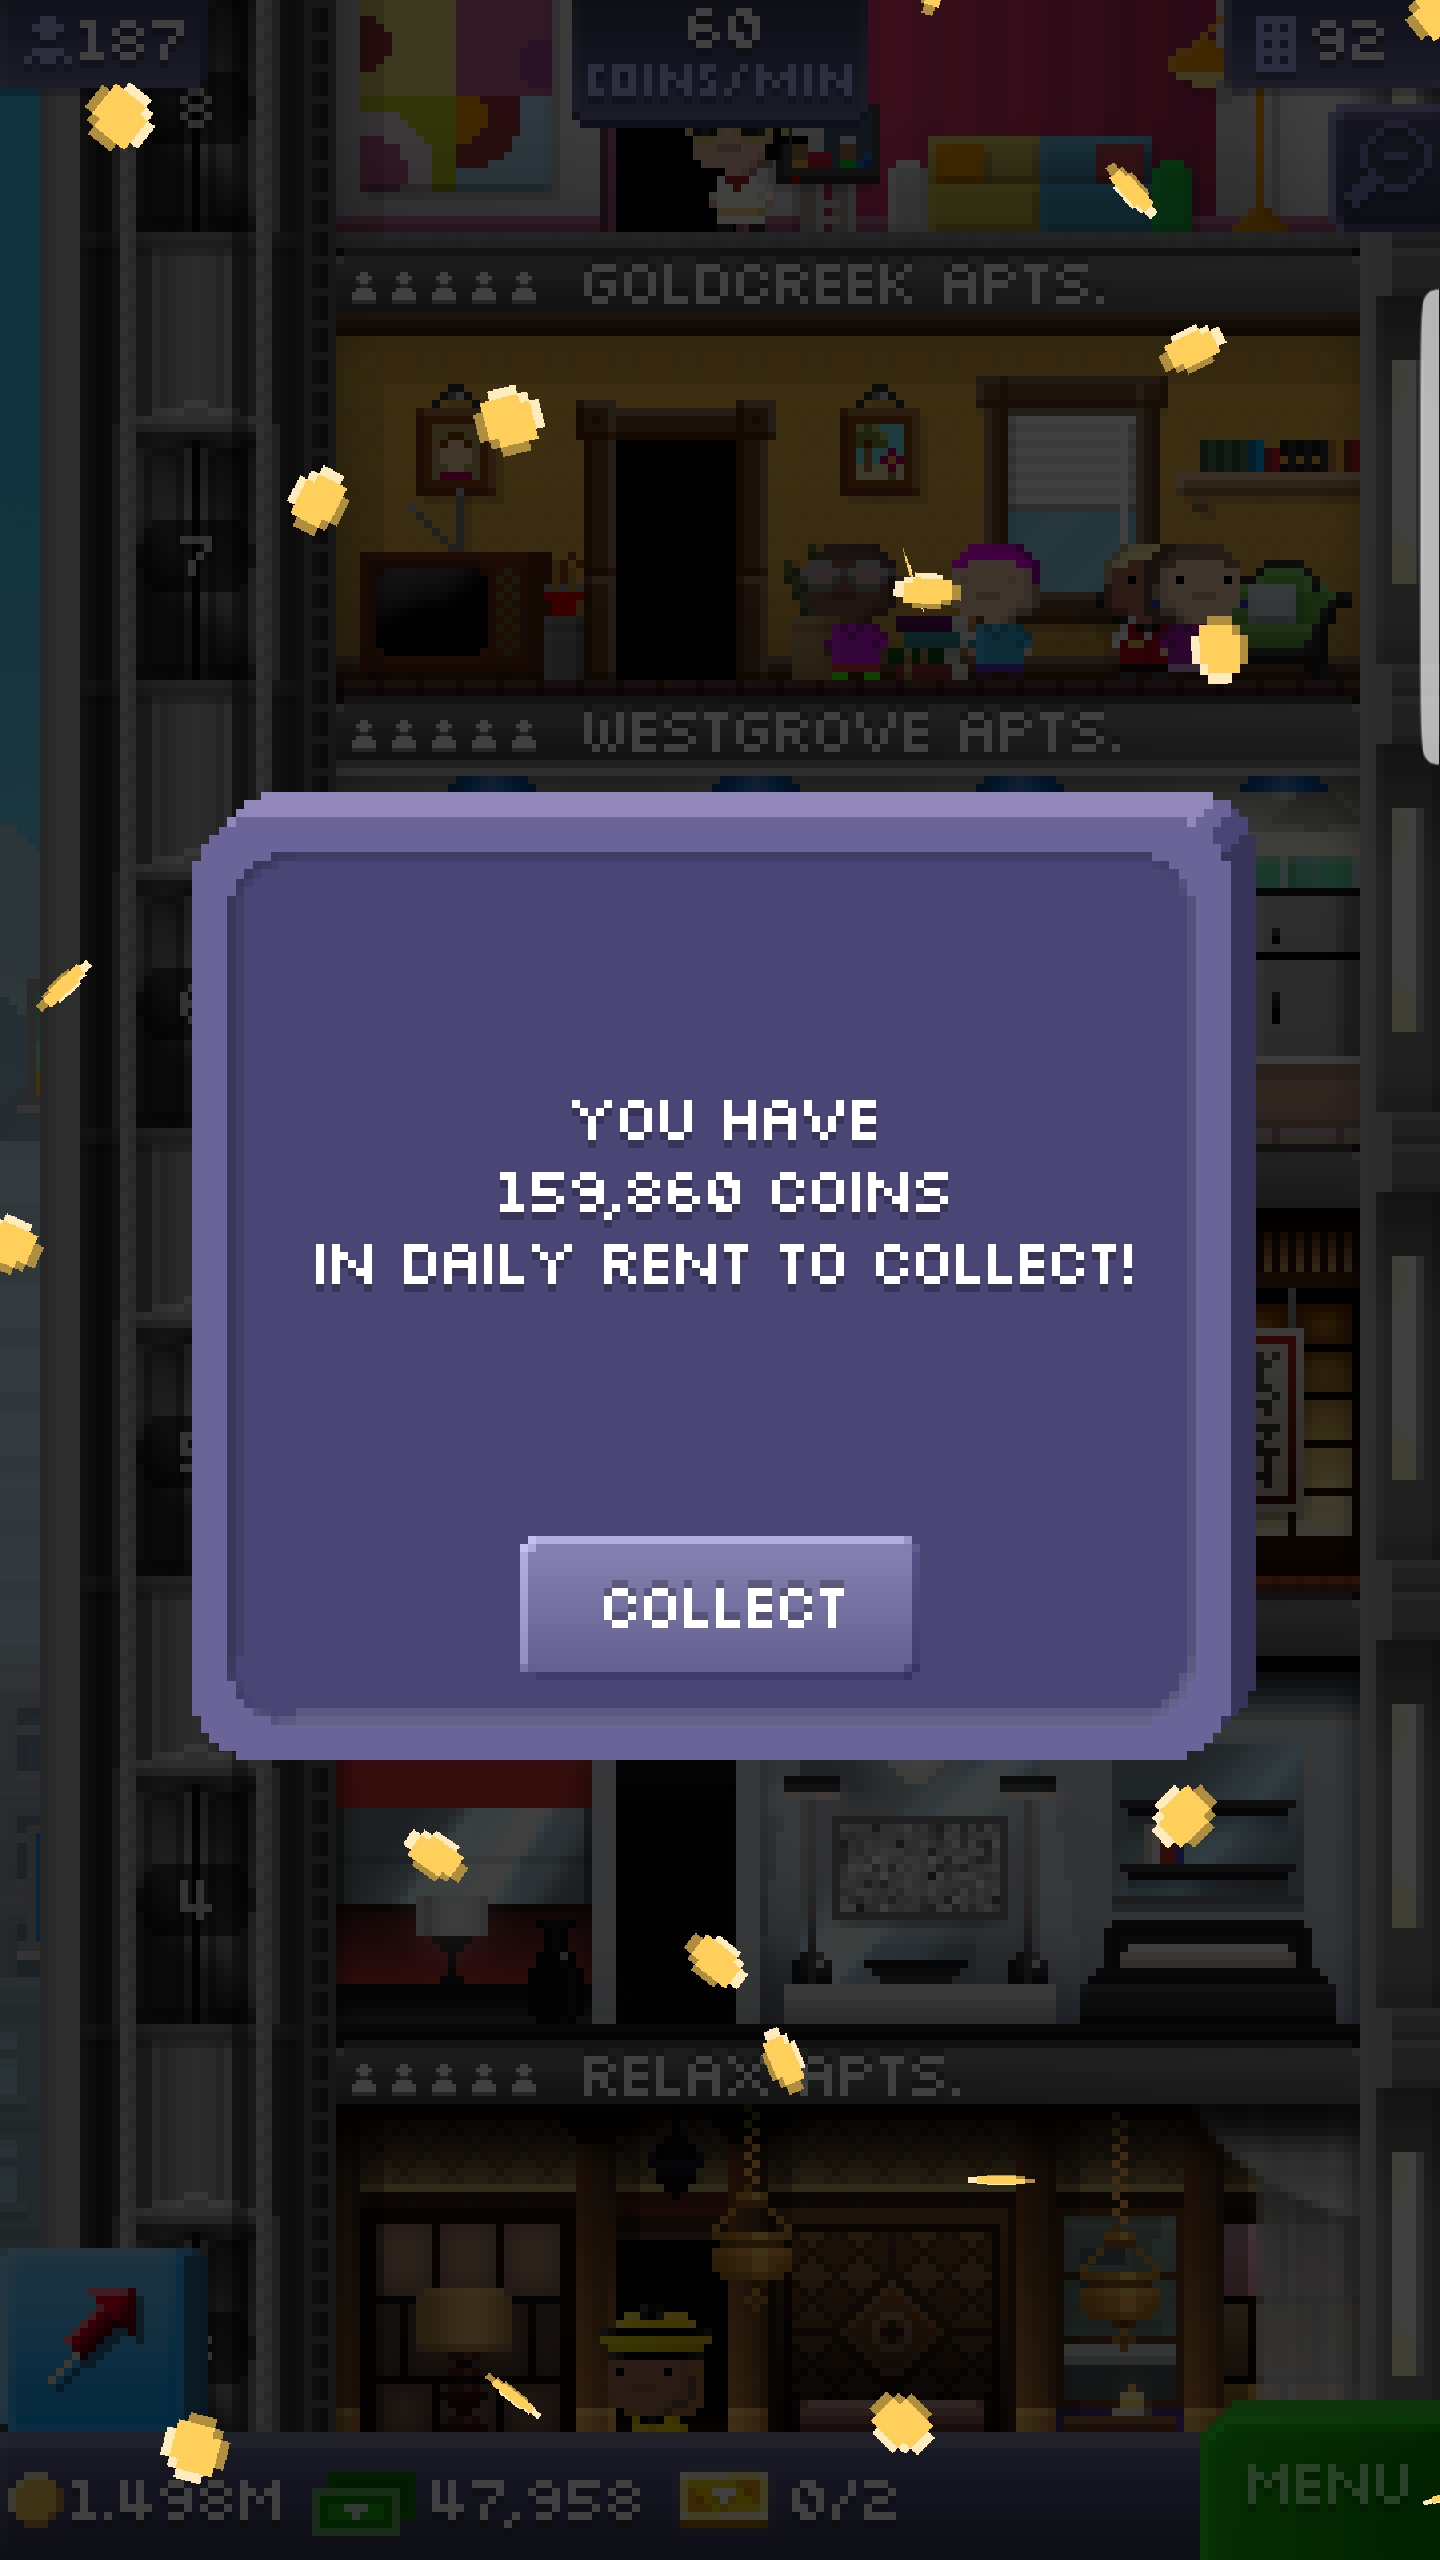 187
60
COINS/MIN
92
8
GOLDCREEK APTS.
7
WESTGROVE APTS.
YOU HAVE
159,860 COINS
IN DAILY RENT TO COLLECT!
COLLECT
4
RELAX APTS.
1.498M
47,958
0/2
MENU